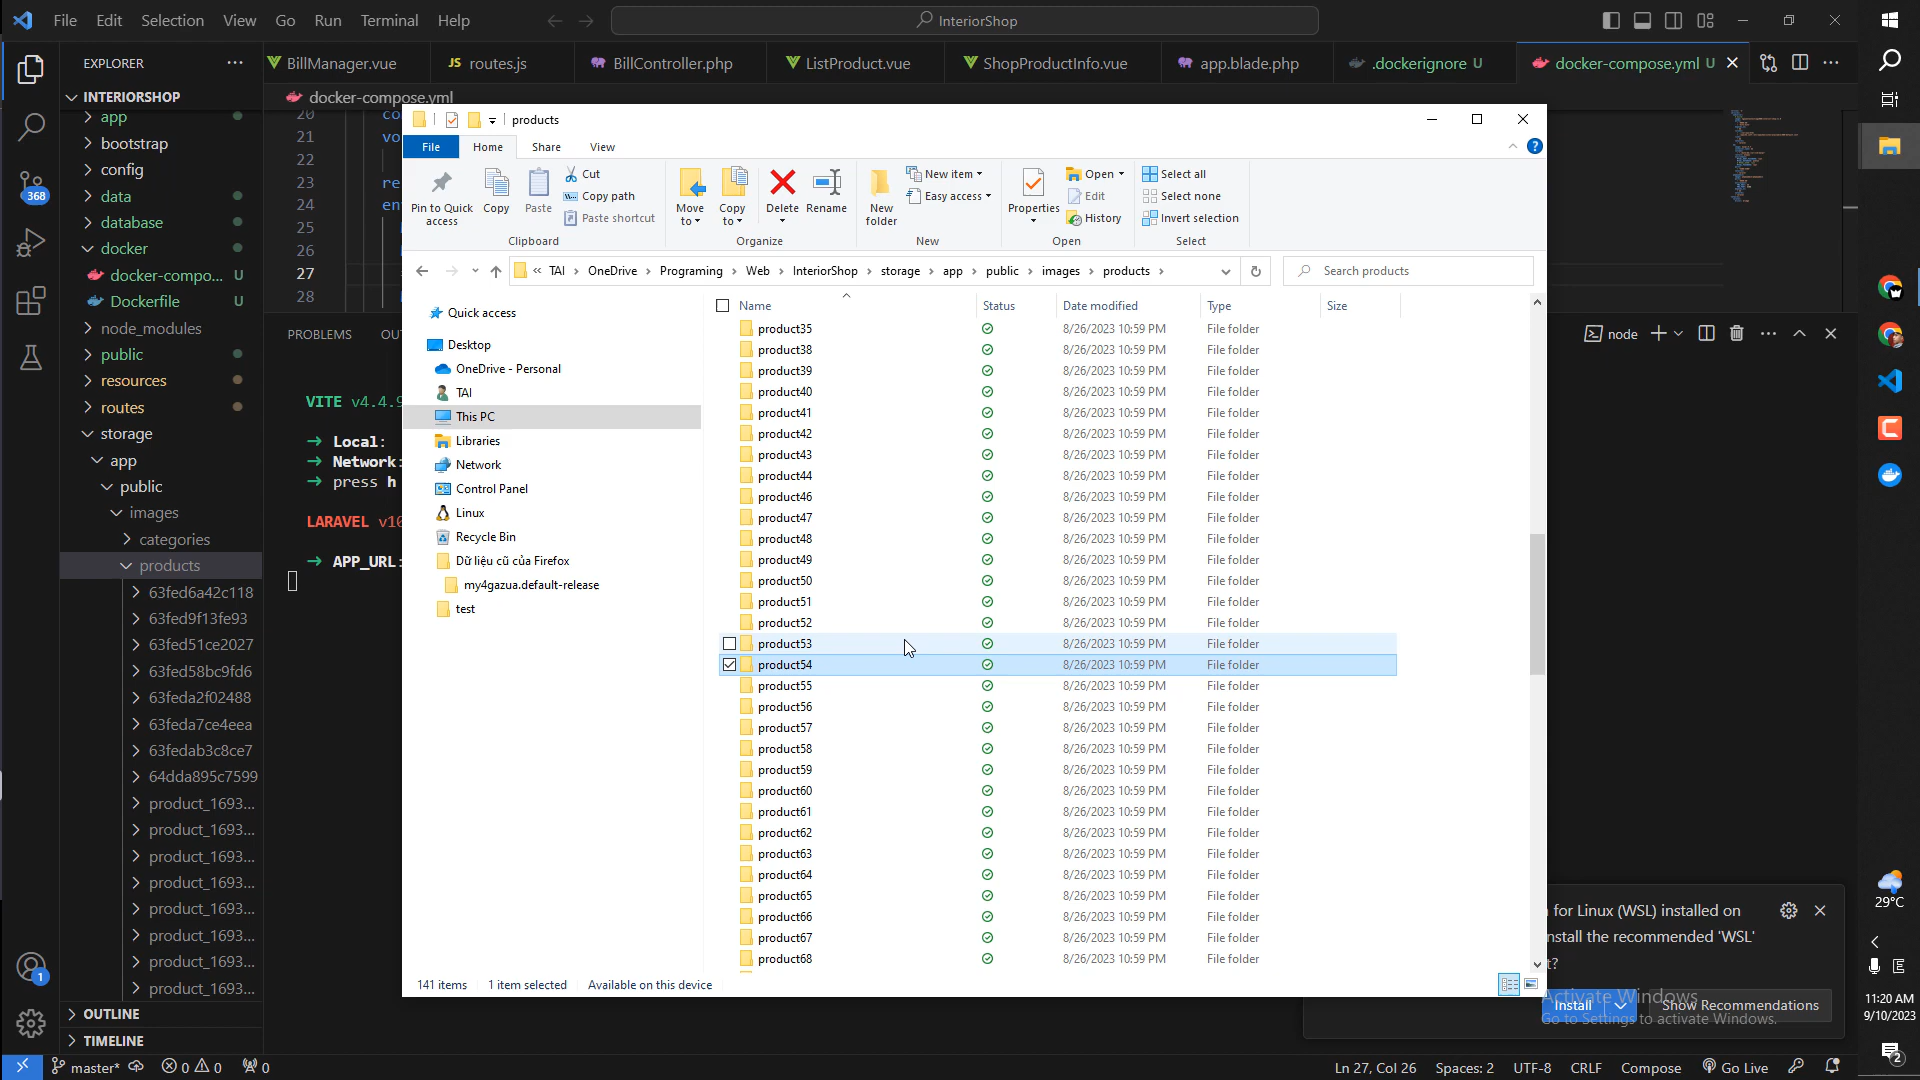 File Edit Selection View Go Run Terminal Help
InteriorShop
EXPLORER
BillManager.vue
JS routes.js
BillController.php
ListProduct.vue
ShopProductInfo.vue
app.blade.php
.dockerignore U
docker-compose.yml U
INTERIORSHOP
docker-compose.yml
app
bootstrap
config
data
database
docker
docker-compo... U
Dockerfile U
node_modules
public
resources
routes
storage
app
public
images
categories
products
63fed6a42c118
63fed9f13fe93
63fed51ce2027
63fed58bc9fd6
63feda2f02488
63feda7ce4eea
63fedab3c8ce7
64dda895c7599
product_1693...
product_1693...
product_1693...
product_1693...
product_1693...
product_1693...
product_1693...
product_1693...
OUTLINE
TIMELINE
368
1
20 co
21 vo
22
23 re
24 en
25
26
27
28
PROBLEMS OU
node
VITE v4.4.9
➜ Local:
➜ Network:
➜ press h
LARAVEL v10
➜ APP_URL:
products
File Home Share View
Pin to Quick access
Copy
Paste
Cut
Copy path
Paste shortcut
Clipboard
Move to
Copy to
Delete
Rename
Organize
New folder
New item
Easy access
New
Properties
Open
Edit
History
Open
Select all
Select none
Invert selection
Select
« TAI › OneDrive › Programing › Web › InteriorShop › storage › app › public › images › products ›
Search products
Quick access
Desktop
OneDrive - Personal
TAI
This PC
Libraries
Network
Control Panel
Linux
Recycle Bin
Dữ liệu cũ của Firefox
my4gazua.default-release
test
Name Status Date modified Type Size
product35 8/26/2023 10:59 PM File folder
product38 8/26/2023 10:59 PM File folder
product39 8/26/2023 10:59 PM File folder
product40 8/26/2023 10:59 PM File folder
product41 8/26/2023 10:59 PM File folder
product42 8/26/2023 10:59 PM File folder
product43 8/26/2023 10:59 PM File folder
product44 8/26/2023 10:59 PM File folder
product46 8/26/2023 10:59 PM File folder
product47 8/26/2023 10:59 PM File folder
product48 8/26/2023 10:59 PM File folder
product49 8/26/2023 10:59 PM File folder
product50 8/26/2023 10:59 PM File folder
product51 8/26/2023 10:59 PM File folder
product52 8/26/2023 10:59 PM File folder
product53 8/26/2023 10:59 PM File folder
product54 8/26/2023 10:59 PM File folder
product55 8/26/2023 10:59 PM File folder
product56 8/26/2023 10:59 PM File folder
product57 8/26/2023 10:59 PM File folder
product58 8/26/2023 10:59 PM File folder
product59 8/26/2023 10:59 PM File folder
product60 8/26/2023 10:59 PM File folder
product61 8/26/2023 10:59 PM File folder
product62 8/26/2023 10:59 PM File folder
product63 8/26/2023 10:59 PM File folder
product64 8/26/2023 10:59 PM File folder
product65 8/26/2023 10:59 PM File folder
product66 8/26/2023 10:59 PM File folder
product67 8/26/2023 10:59 PM File folder
product68 8/26/2023 10:59 PM File folder
141 items 1 item selected Available on this device
for Linux (WSL) installed on
nstall the recommended 'WSL'
t?
Install
Show Recommendations
Activate Windows
Go to Settings to activate Windows.
29°C
E
11:20 AM
9/10/2023
2
master* 0 0 0
Ln 27, Col 26 Spaces: 2 UTF-8 CRLF Compose Go Live